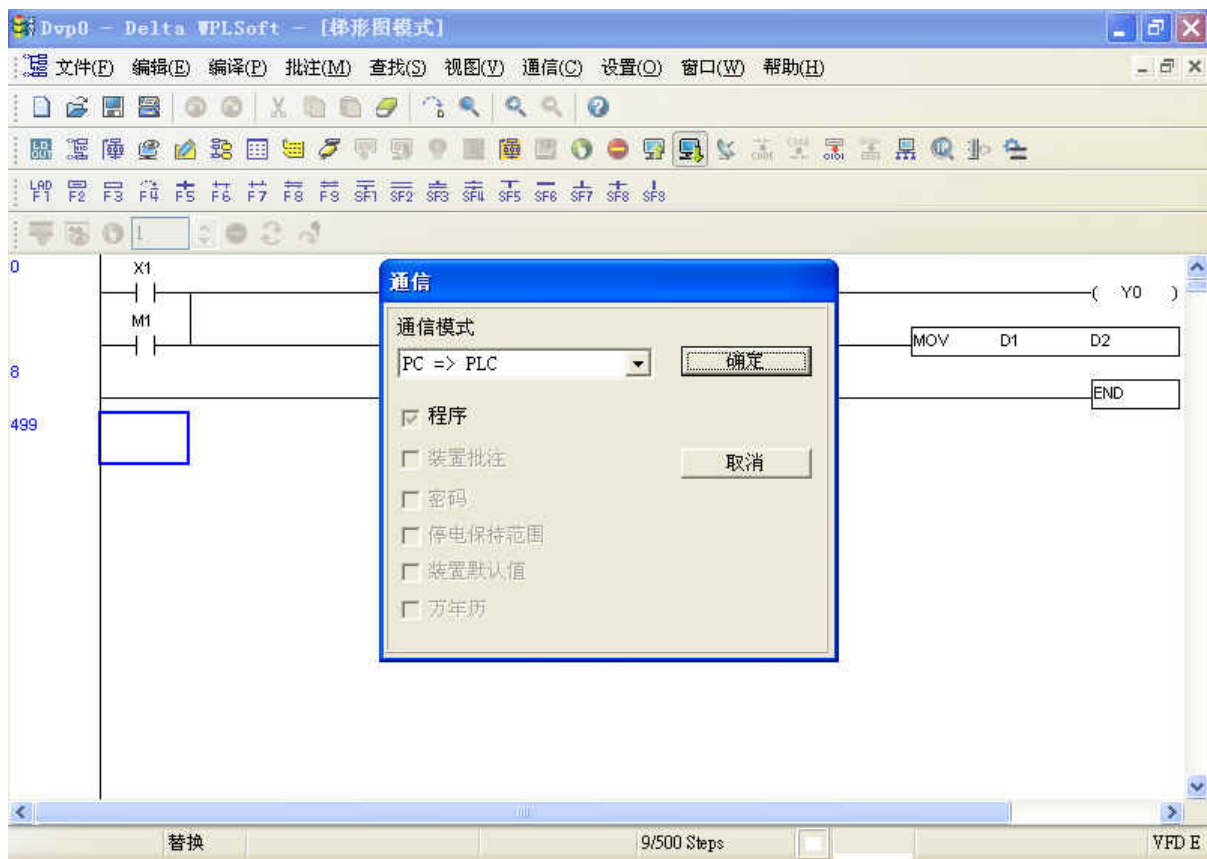 Dvp0 - Delta WPLSoft - [梯形图模式]
文件(F) 编辑(E) 编译(P) 批注(M) 查找(S) 视图(V) 通信(C) 设置(O) 窗口(W) 帮助(H)
LAD F1 F2 F3 F4 F5 F6 F7 F8 F9 SF1 SF2 SF3 SF4 SF5 SF6 SF7 SF8 SF9
1
0 X1 ( Y0 )
M1 MOV D1 D2
8 END
499
通信
通信模式
PC => PLC 确定
程序
装置批注 取消
密码
停电保持范围
装置默认值
万年历
替换 9/500 Steps VFD E